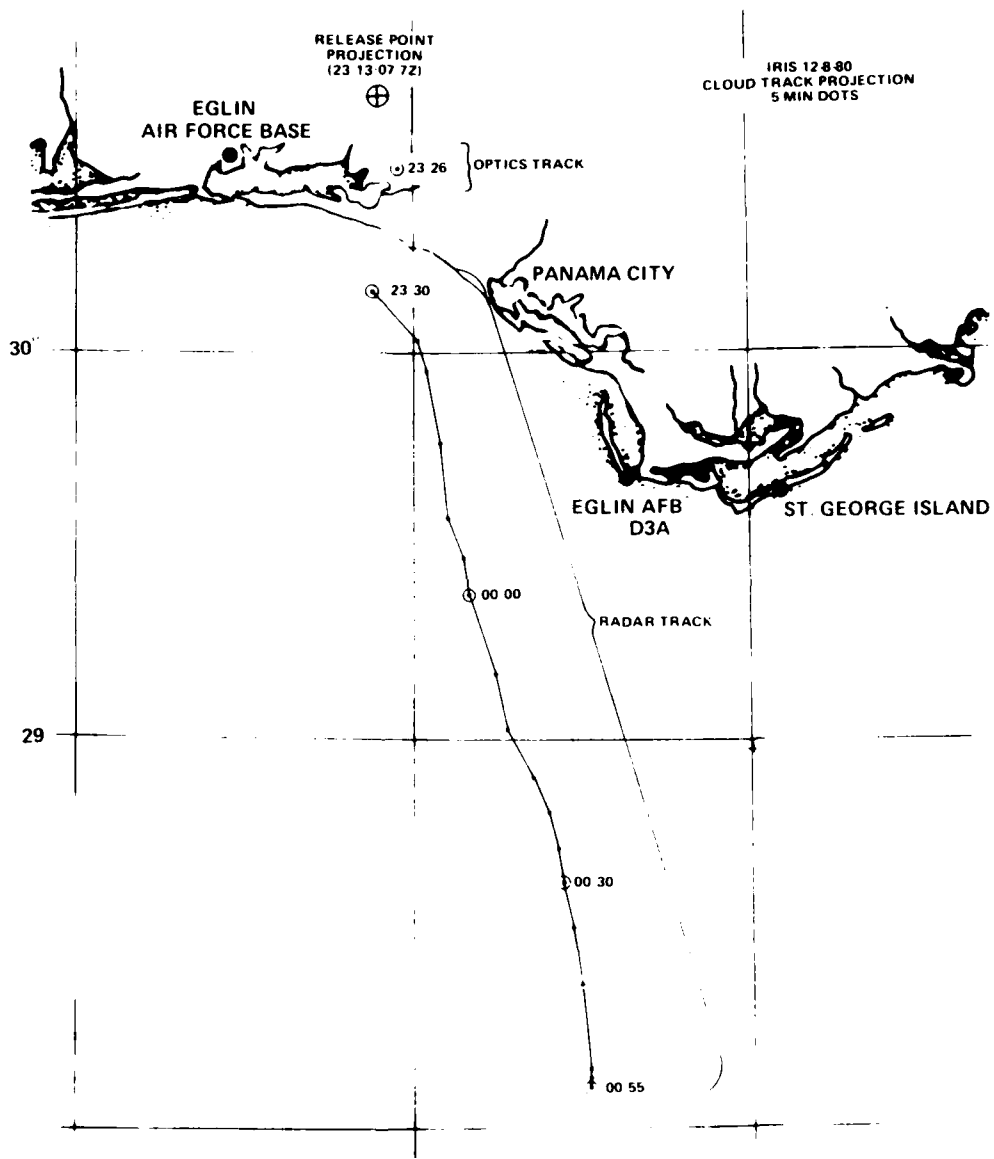 RELEASE POINT
PROJECTION
(23 13·07 72)
IRIS 12·8·80
CLOUD TRACK PROJECTION
5 MIN DOTS
EGLIN
AIR FORCE BASE
23 26
OPTICS TRACK
PANAMA CITY
23 30
30
EGLIN AFB
D3A
ST. GEORGE ISLAND
00 00
RADAR TRACK
29
00 30
00 55